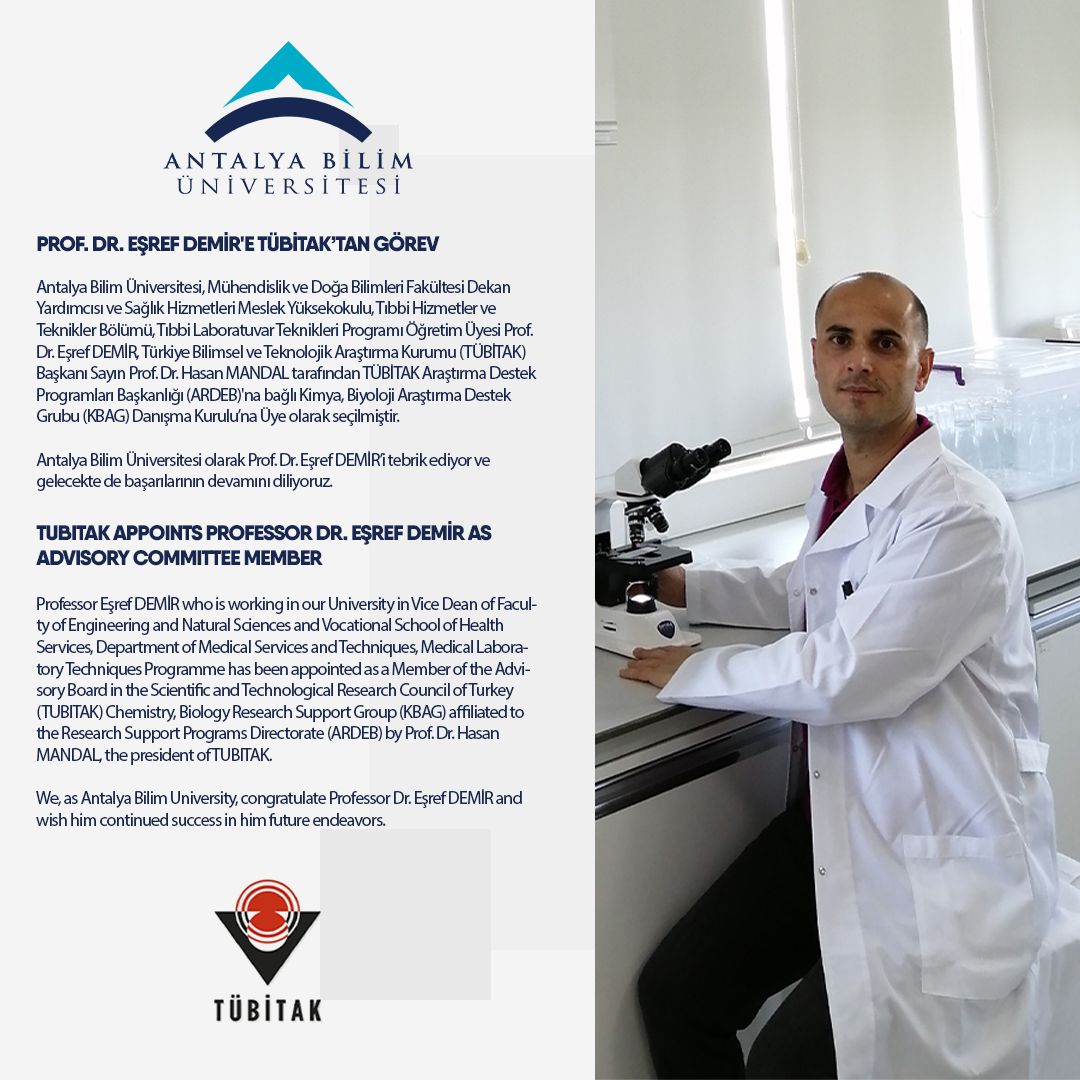 ANTALYA BİLİM
ÜNİVERSİTESİ
PROF. DR. EŞREF DEMİR'E TÜBİTAK’TAN GÖREV
Antalya Bilim Üniversitesi, Mühendislik ve Doğa Bilimleri Fakültesi Dekan
Yardımcısı ve Sağlık Hizmetleri Meslek Yüksekokulu, Tıbbi Hizmetler ve
Teknikler Bölümü, Tıbbi Laboratuvar Teknikleri Programı Öğretim Üyesi Prof.
Dr. Eşref DEMİR, Türkiye Bilimsel ve Teknolojik Araştırma Kurumu (TÜBİTAK)
Başkanı Sayın Prof. Dr. Hasan MANDAL tarafından TÜBİTAK Araştırma Destek
Programları Başkanlığı (ARDEB)'na bağlı Kimya, Biyoloji Araştırma Destek
Grubu (KBAG) Danışma Kurulu’na Üye olarak seçilmiştir.
Antalya Bilim Üniversitesi olarak Prof. Dr. Eşref DEMİR’i tebrik ediyor ve
gelecekte de başarılarının devamını diliyoruz.
TUBITAK APPOINTS PROFESSOR DR. EŞREF DEMİR AS
ADVISORY COMMITTEE MEMBER
Professor Eşref DEMİR who is working in our University in Vice Dean of Facul-
ty of Engineering and Natural Sciences and Vocational School of Health
Services, Department of Medical Services and Techniques, Medical Labora-
tory Techniques Programme has been appointed as a Member of the Advi-
sory Board in the Scientific and Technological Research Council of Turkey
(TUBITAK) Chemistry, Biology Research Support Group (KBAG) affiliated to
the Research Support Programs Directorate (ARDEB) by Prof. Dr. Hasan
MANDAL, the president of TUBITAK.
We, as Antalya Bilim University, congratulate Professor Dr. Eşref DEMİR and
wish him continued success in him future endeavors.
TÜBİTAK